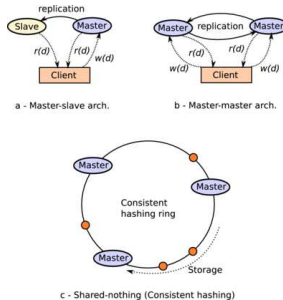 replication
Slave
Master
r(d)
r(d)
w(d)
Client
a - Master-slave arch.
Master
replication
Master
r(d)
r(d)
w(d)
w(d)
Client
b - Master-master arch.
Master
Consistent
hashing ring
Master
Master
Storage
c - Shared-nothing (Consistent hashing)